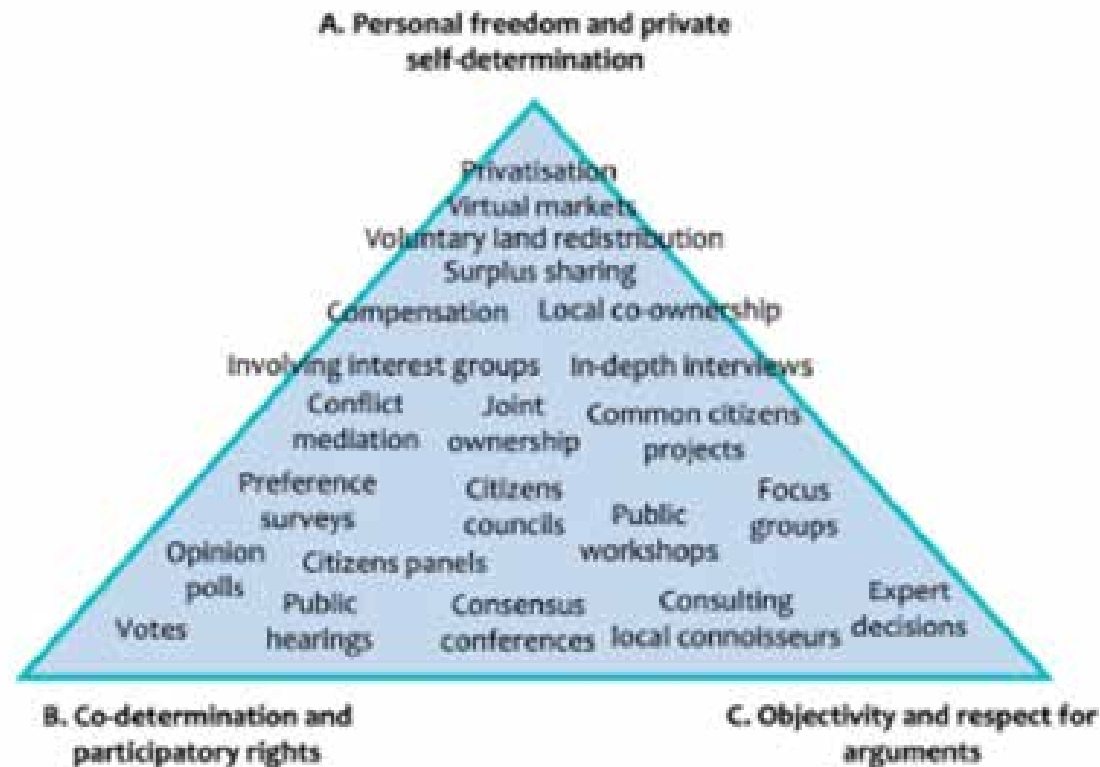 A. Personal freedom and private
self-determination
Privatisation
Virtual markets
Voluntary land redistribution
Surplus sharing
Compensation Local co-ownership
Involving interest groups In-depth interviews
Conflict
mediation
Joint
ownership
Common citizens
projects
Preference
surveys
Citizens
councils
Public
workshops
Focus
groups
Opinion
polls
Citizens panels
Votes
Public
hearings
Consensus
conferences
Consulting
local connoisseurs
Expert
decisions
B. Co-determination and
participatory rights
C. Objectivity and respect for
arguments